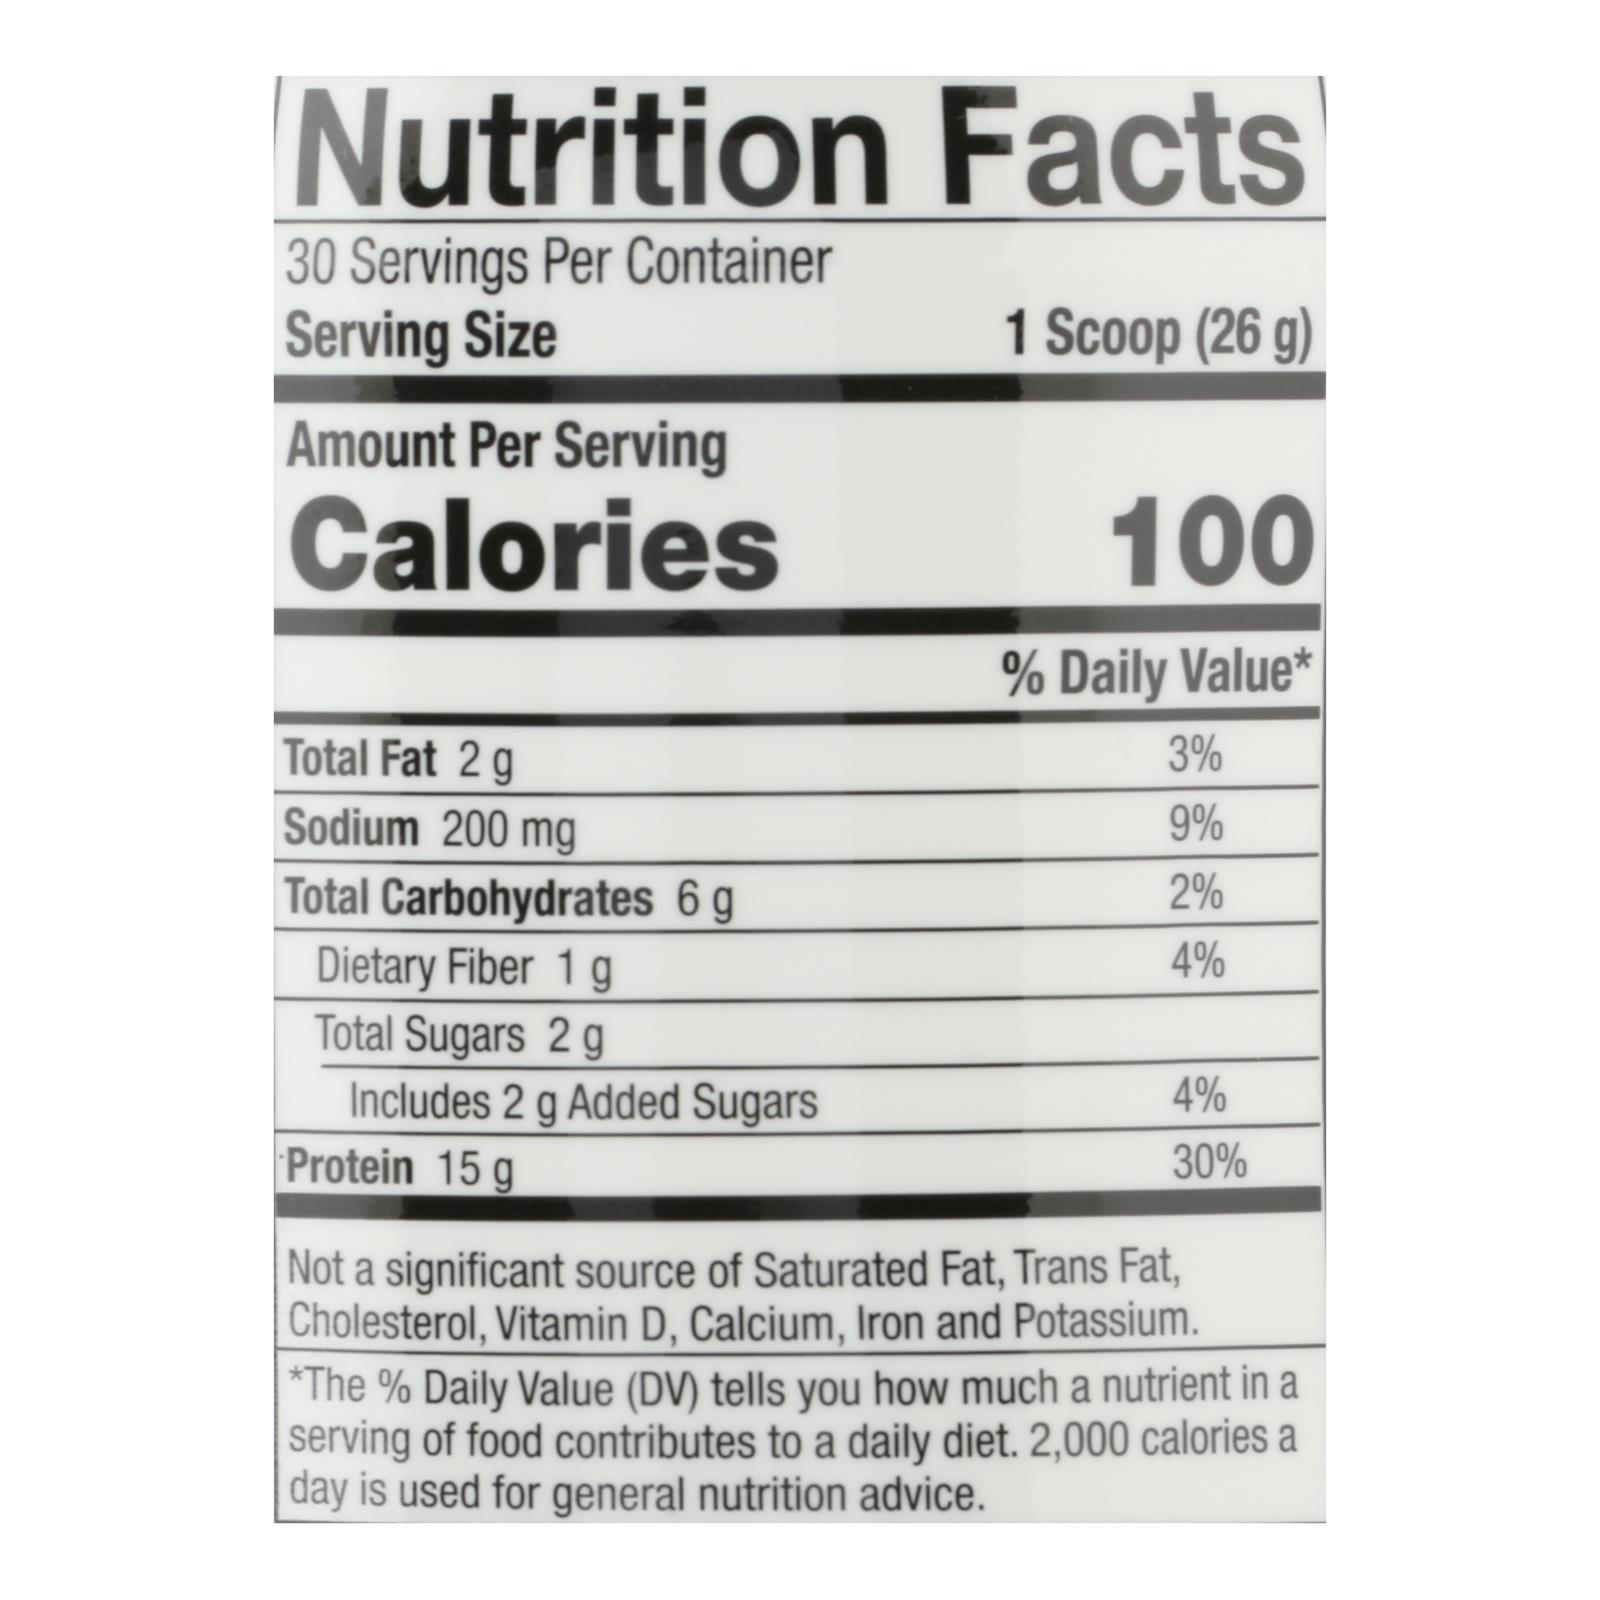 Nutrition Facts
30 Servings Per Container
Serving Size 1 Scoop (26 g)
Amount Per Serving
Calories 100
% Daily Value*
Total Fat 2 g 3%
Sodium 200 mg 9%
Total Carbohydrates 6 g 2%
Dietary Fiber 1 g 4%
Total Sugars 2 g
Includes 2 g Added Sugars 4%
Protein 15 g 30%
Not a significant source of Saturated Fat, Trans Fat,
Cholesterol, Vitamin D, Calcium, Iron and Potassium.
*The % Daily Value (DV) tells you how much a nutrient in a
serving of food contributes to a daily diet. 2,000 calories a
day is used for general nutrition advice.